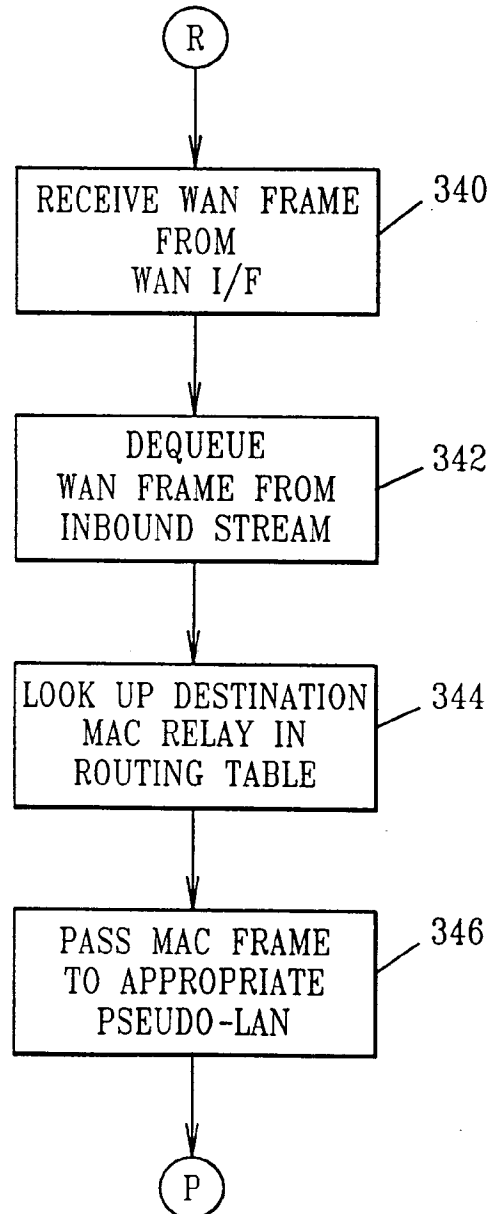 R
RECEIVE WAN FRAME
FROM
WAN I/F
340
DEQUEUE
WAN FRAME FROM
INBOUND STREAM
342
LOOK UP DESTINATION
MAC RELAY IN
ROUTING TABLE
344
PASS MAC FRAME
TO APPROPRIATE
PSEUDO-LAN
346
P